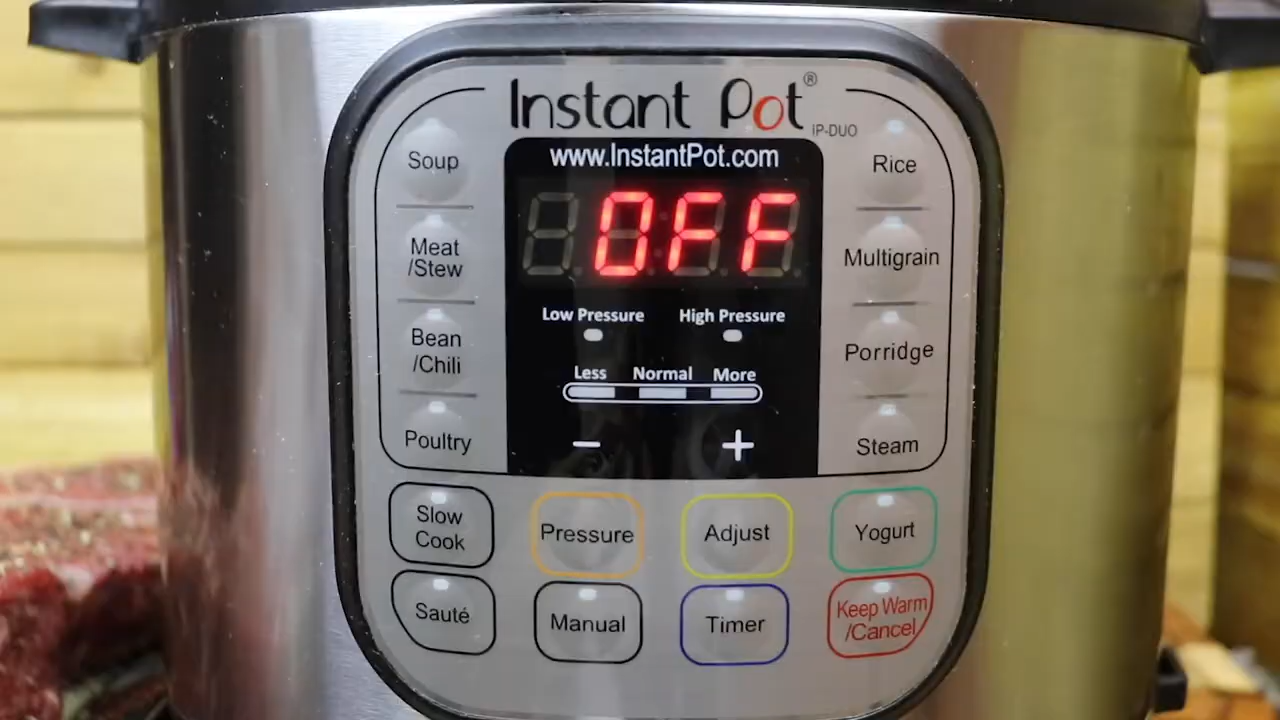 Instant Pot®
iP-DUO
www.InstantPot.com
OFF
Low Pressure High Pressure
Less Normal More
− +
Soup
Meat
/Stew
Bean
/Chili
Poultry
Rice
Multigrain
Porridge
Steam
Slow
Cook
Pressure
Adjust
Yogurt
Sauté
Manual
Timer
Keep Warm
/Cancel